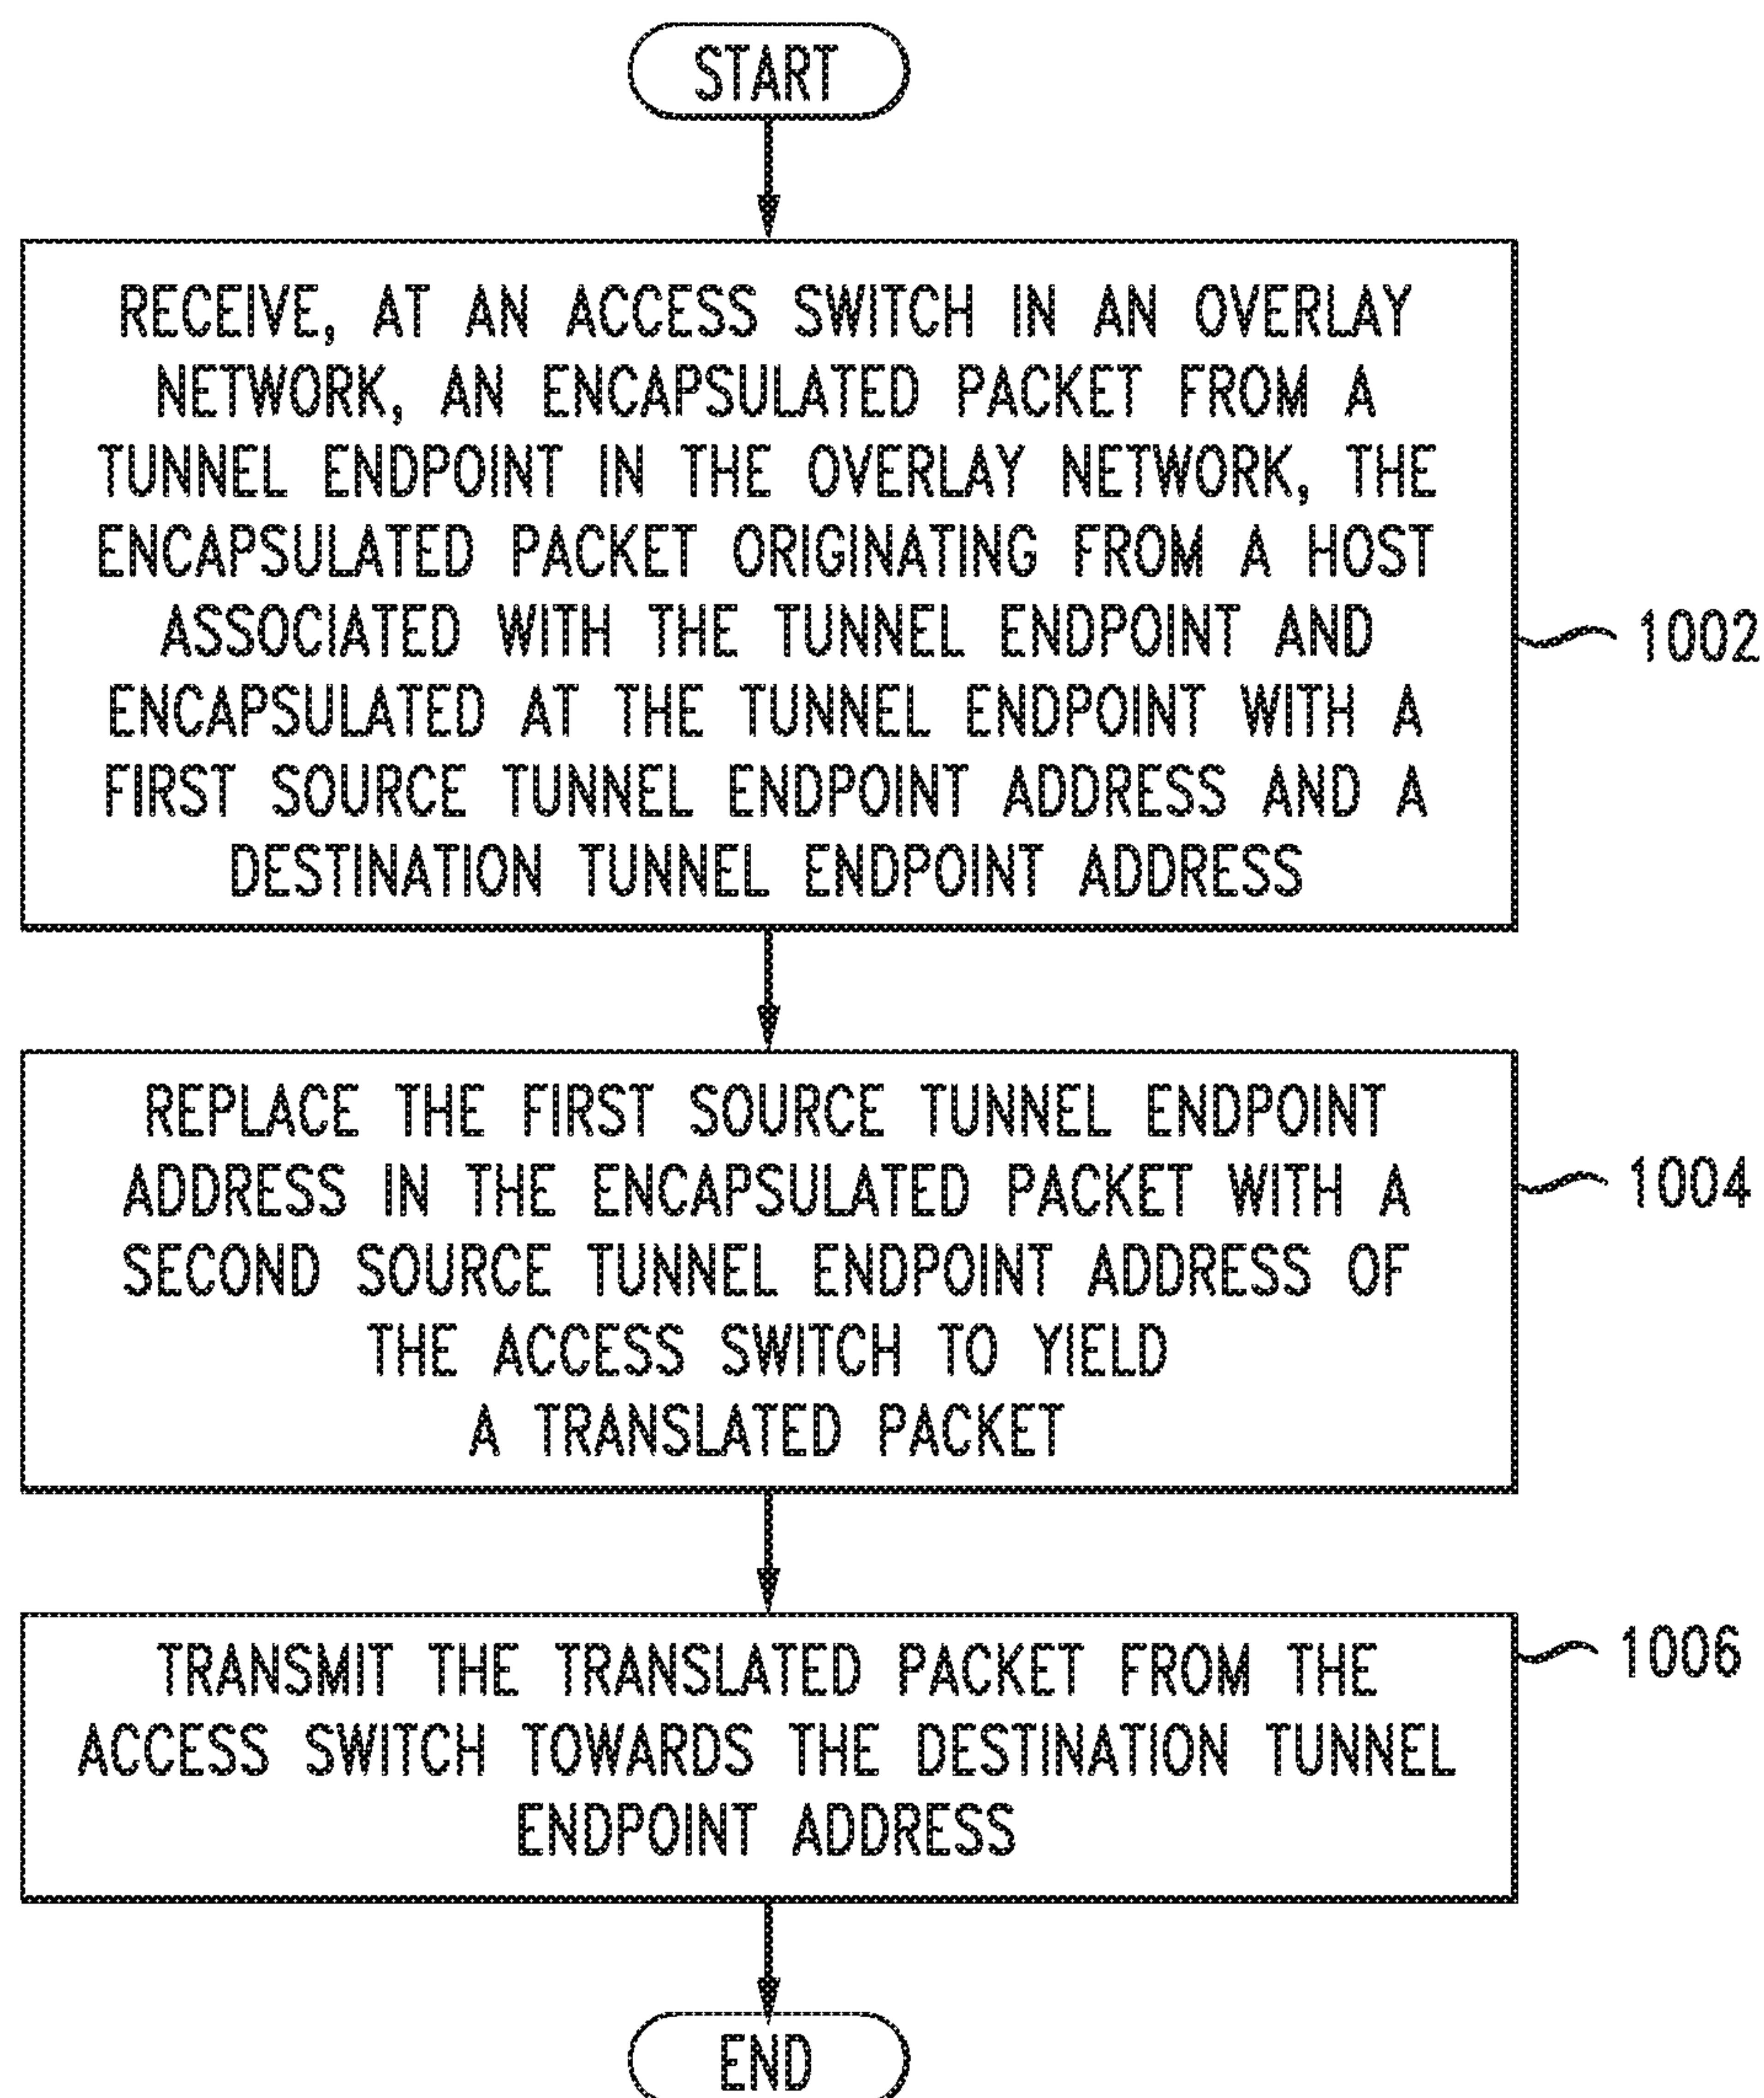 START
RECEIVE, AT AN ACCESS SWITCH IN AN OVERLAY
NETWORK, AN ENCAPSULATED PACKET FROM A
TUNNEL ENDPOINT IN THE OVERLAY NETWORK, THE
ENCAPSULATED PACKET ORIGINATING FROM A HOST
ASSOCIATED WITH THE TUNNEL ENDPOINT AND
ENCAPSULATED AT THE TUNNEL ENDPOINT WITH A
FIRST SOURCE TUNNEL ENDPOINT ADDRESS AND A
DESTINATION TUNNEL ENDPOINT ADDRESS
1002
REPLACE THE FIRST SOURCE TUNNEL ENDPOINT
ADDRESS IN THE ENCAPSULATED PACKET WITH A
SECOND SOURCE TUNNEL ENDPOINT ADDRESS OF
THE ACCESS SWITCH TO YIELD
A TRANSLATED PACKET
1004
TRANSMIT THE TRANSLATED PACKET FROM THE
ACCESS SWITCH TOWARDS THE DESTINATION TUNNEL
ENDPOINT ADDRESS
1006
END